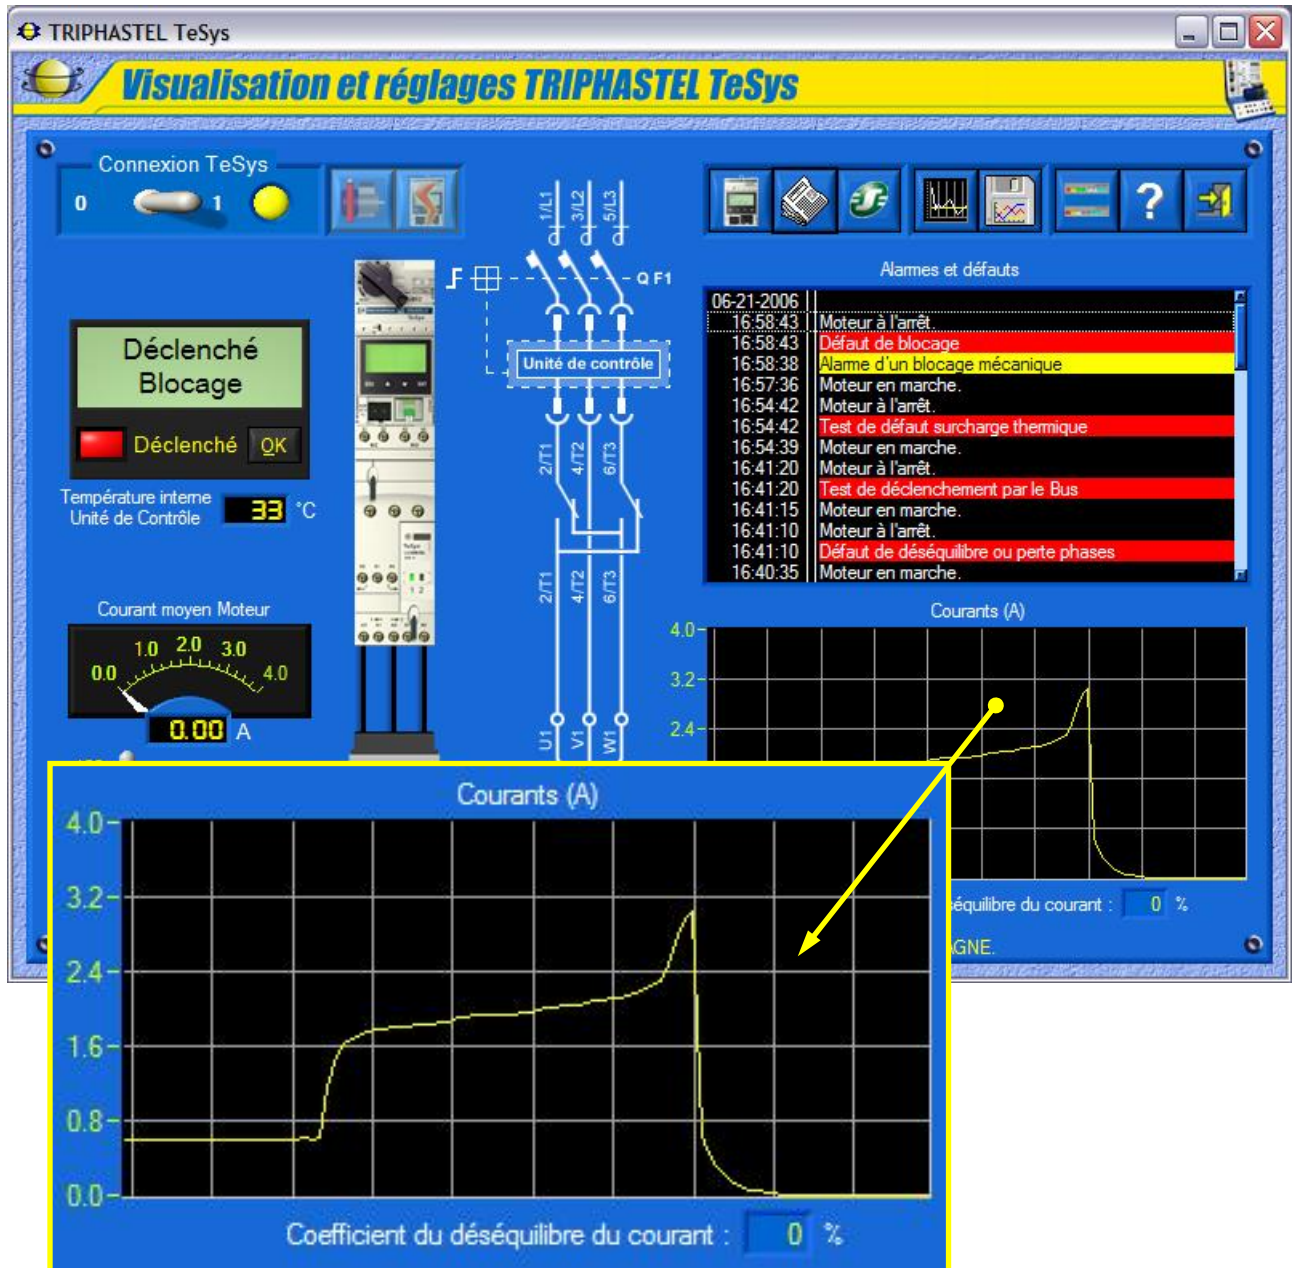 TRIPHASTEL TeSys
Visualisation et réglages TRIPHASTEL TeSys
Connexion TeSys
0 1
1/L1 3/L2 5/L3
Q F1
Unité de contrôle
2/T1 4/T2 6/T3
2/T1 4/T2 6/T3
U1 V1 W1
?
Déclenché
Blocage
Déclenché OK
Température interne
Unité de Contrôle 33 °C
Courant moyen Moteur
0.0 1.0 2.0 3.0 4.0
0.00 A
Alarmes et défauts
06-21-2006
16:58:43 Moteur à l'arrêt.
16:58:43 Défaut de blocage
16:58:38 Alarme d'un blocage mécanique
16:57:36 Moteur en marche.
16:54:42 Moteur à l'arrêt.
16:54:42 Test de défaut surcharge thermique
16:54:39 Moteur en marche.
16:41:20 Moteur à l'arrêt.
16:41:20 Test de déclenchement par le Bus
16:41:15 Moteur en marche.
16:41:10 Moteur à l'arrêt.
16:41:10 Défaut de déséquilibre ou perte phases
16:40:35 Moteur en marche.
Courants (A)
4.0
3.2
2.4
séquilibre du courant : 0 %
AGNE.
Courants (A)
4.0
3.2
2.4
1.6
0.8
0.0
Coefficient du déséquilibre du courant : 0 %